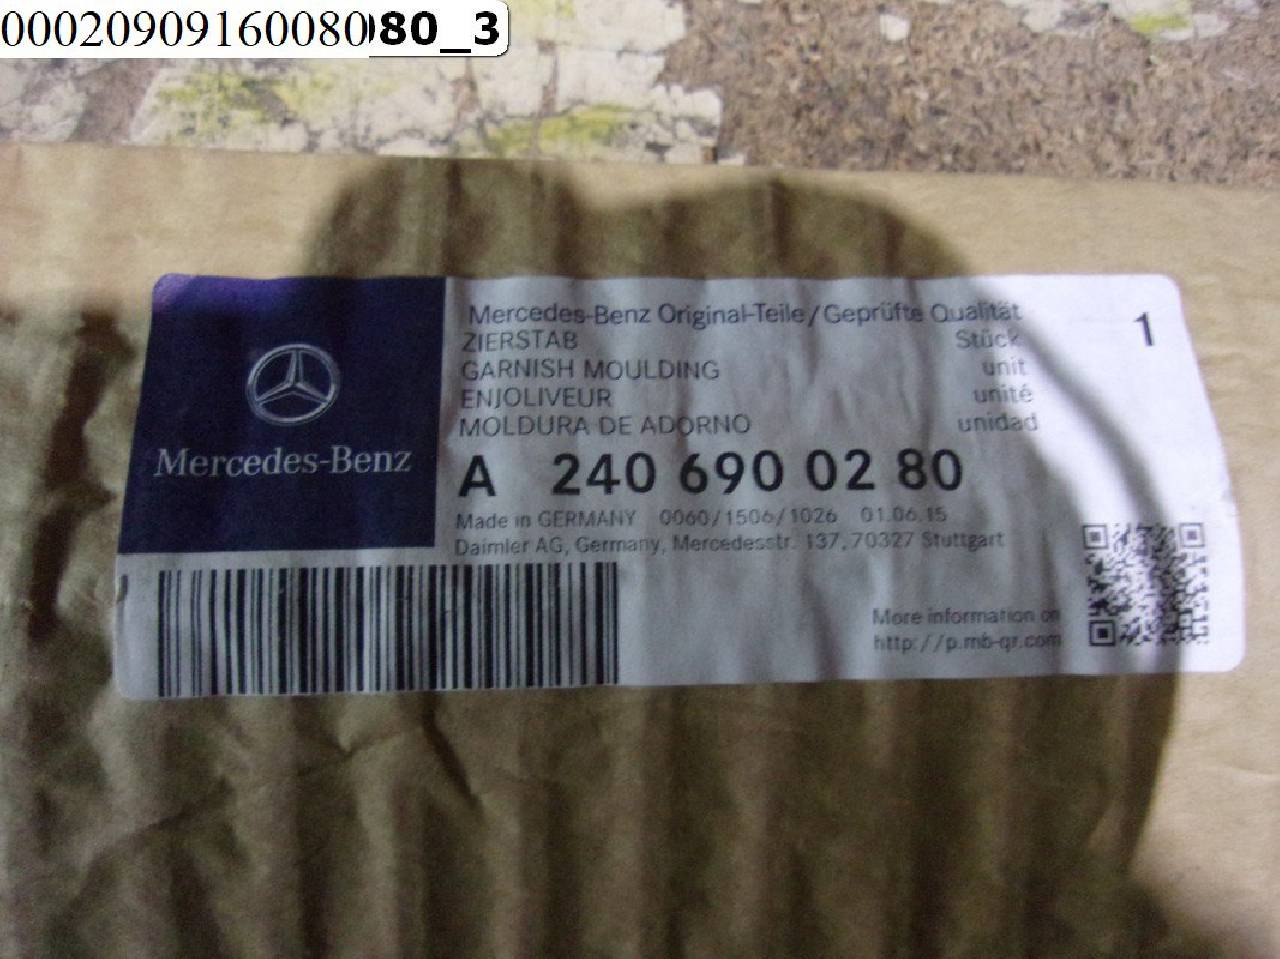 00020909160080
80_3
Mercedes-Benz Original-Teile/Geprüfte Qualität
ZIERSTAB Stück 1
GARNISH MOULDING unit
ENJOLIVEUR unité
MOLDURA DE ADORNO unidad
Mercedes-Benz
A 240 690 02 80
Made in GERMANY 0060/1506/1026 01.06.15
Daimler AG, Germany, Mercedesstr. 137, 70327 Stuttgart
More information on
http://p.mb-qr.com